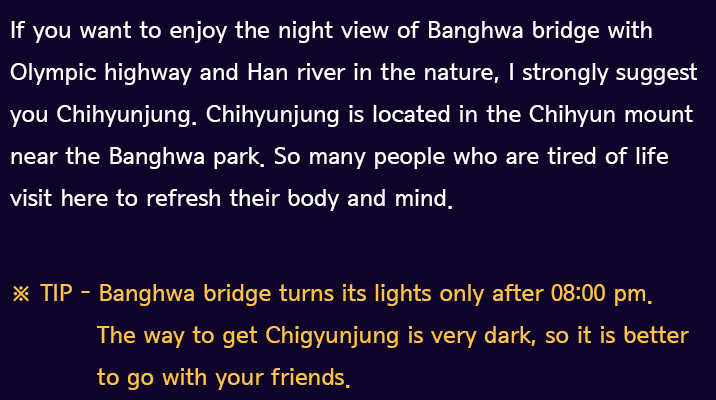 If you want to enjoy the night view of Banghwa bridge with
Olympic highway and Han river in the nature, I strongly suggest
you Chihyunjung. Chihyunjung is located in the Chihyun mount
near the Banghwa park. So many people who are tired of life
visit here to refresh their body and mind.
※ TIP - Banghwa bridge turns its lights only after 08:00 pm.
The way to get Chigyunjung is very dark, so it is better
to go with your friends.